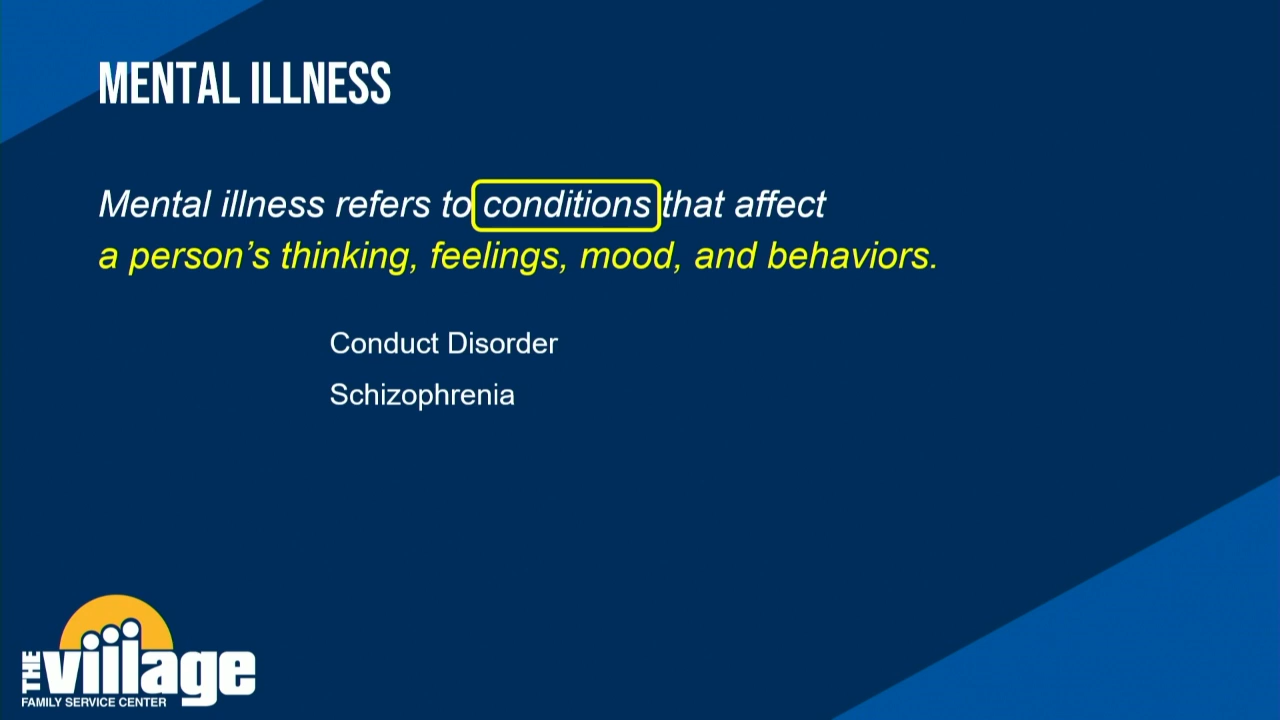 MENTAL ILLNESS
Mental illness refers to conditions that affect
a person’s thinking, feelings, mood, and behaviors.
Conduct Disorder
Schizophrenia
THE village
FAMILY SERVICE CENTER